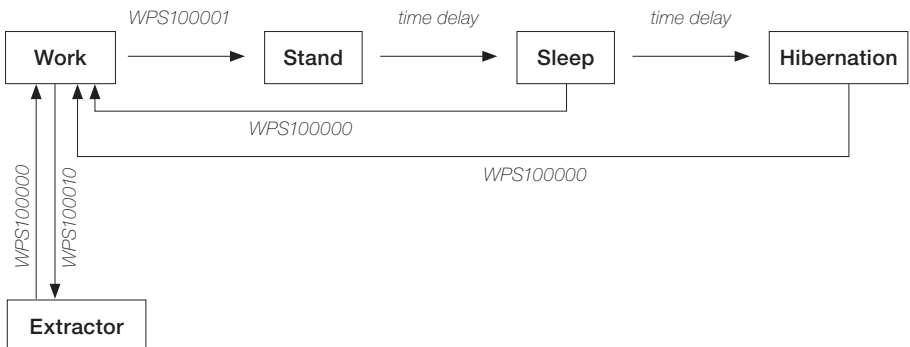 WPS100001
time delay
time delay
Work
Stand
Sleep
Hibernation
WPS100000
WPS100000
WPS100000
WPS100010
Extractor